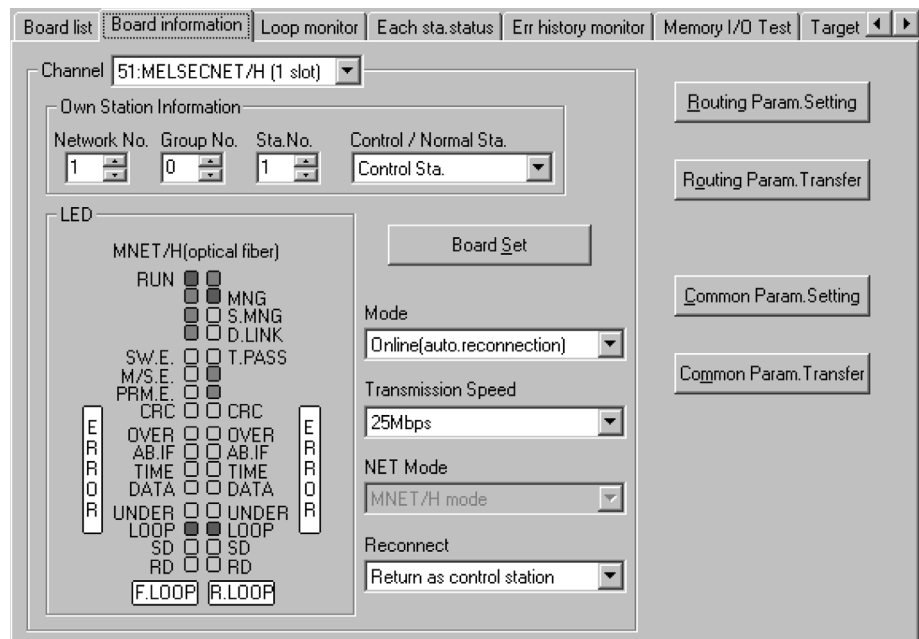 Board list Board information Loop monitor Each sta.status Err history monitor Memory I/O Test Target
Channel 51:MELSECNET/H (1 slot)
Own Station Information
Network No. Group No. Sta.No. Control / Normal Sta.
1 0 1 Control Sta.
Routing Param.Setting
Routing Param.Transfer
Common Param.Setting
Common Param.Transfer
LED
MNET/H(optical fiber)
RUN
MNG
S.MNG
D.LINK
SW.E. T.PASS
M/S.E.
PRM.E.
CRC CRC
OVER OVER
AB.IF AB.IF
TIME TIME
DATA DATA
UNDER UNDER
LOOP LOOP
SD SD
RD RD
ERROR
ERROR
F.LOOP R.LOOP
Board Set
Mode
Online(auto.reconnection)
Transmission Speed
25Mbps
NET Mode
MNET/H mode
Reconnect
Return as control station